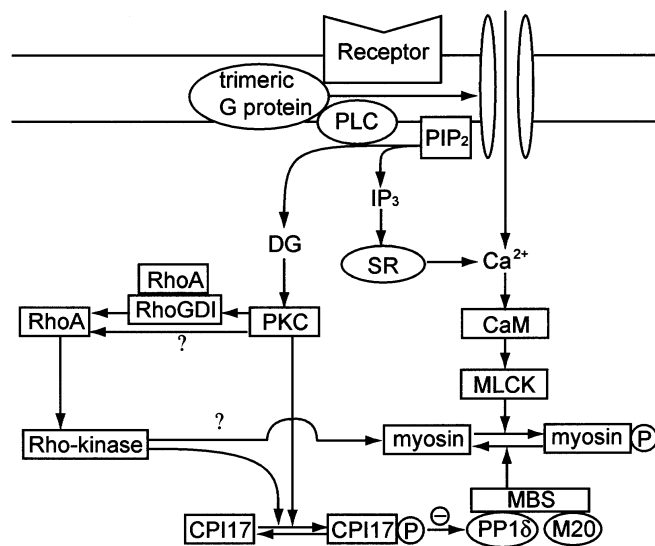 Receptor
trimeric
G protein
PLC
PIP₂
IP₃
DG
SR
Ca²⁺
RhoA
RhoGDI
RhoA
PKC
CaM
?
MLCK
?
Rho-kinase
myosin
myosin
P
MBS
CPI17
CPI17
P
⊖
PP1δ
M20